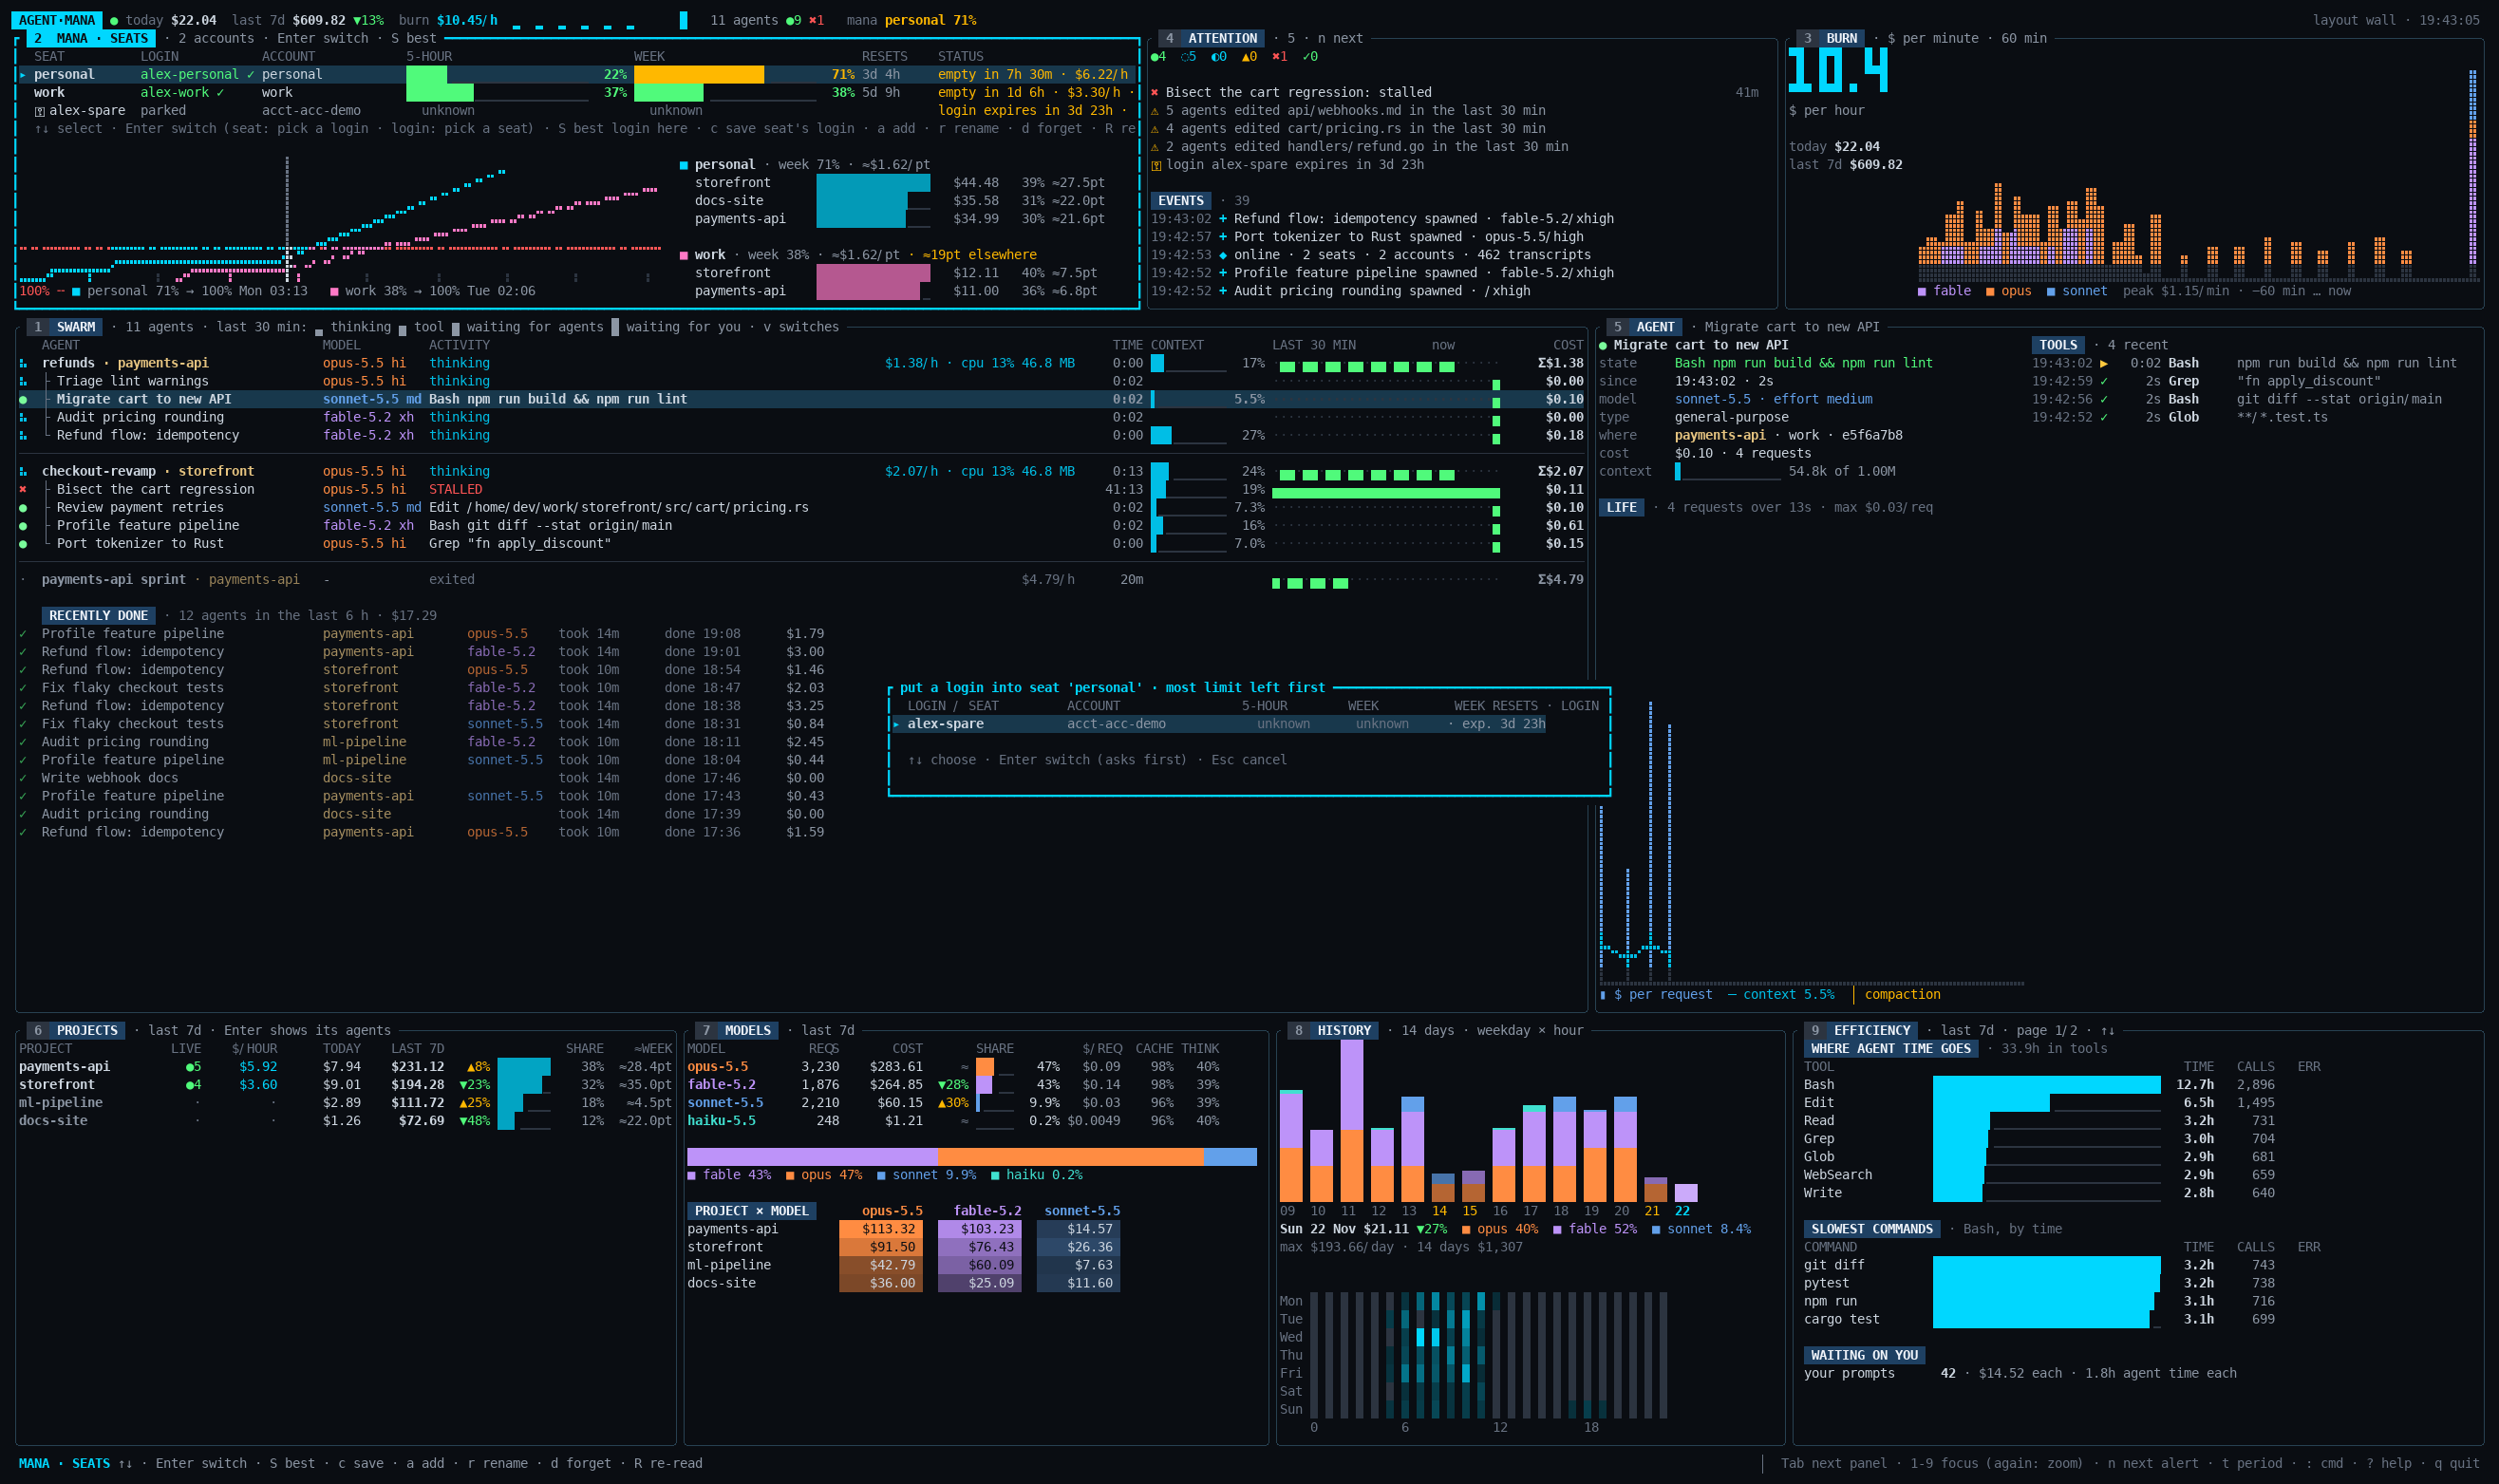 AGENT·MANA ● today $22.04 last 7d $609.82 ▼13% burn $10.45/h 11 agents ●9 ✖1 mana personal 71% layout wall · 19:43:05
2 MANA · SEATS · 2 accounts · Enter switch · S best
SEAT LOGIN ACCOUNT 5-HOUR WEEK RESETS STATUS
▸ personal alex-personal ✓ personal 22% 71% 3d 4h empty in 7h 30m · $6.22/h
work alex-work ✓ work 37% 38% 5d 9h empty in 1d 6h · $3.30/h ·
⚿ alex-spare parked acct-acc-demo unknown unknown login expires in 3d 23h ·
↑↓ select · Enter switch (seat: pick a login · login: pick a seat) · S best login here · c save seat's login · a add · r rename · d forget · R re
■ personal · week 71% · ≈$1.62/pt
storefront $44.48 39% ≈27.5pt
docs-site $35.58 31% ≈22.0pt
payments-api $34.99 30% ≈21.6pt
■ work · week 38% · ≈$1.62/pt · ≈19pt elsewhere
storefront $12.11 40% ≈7.5pt
payments-api $11.00 36% ≈6.8pt
100% ╌ ■ personal 71% → 100% Mon 03:13 ■ work 38% → 100% Tue 02:06
4 ATTENTION · 5 · n next
●4 ◌5 ◐0 ▲0 ✖1 ✓0
✖ Bisect the cart regression: stalled 41m
⚠ 5 agents edited api/webhooks.md in the last 30 min
⚠ 4 agents edited cart/pricing.rs in the last 30 min
⚠ 2 agents edited handlers/refund.go in the last 30 min
⚿ login alex-spare expires in 3d 23h
EVENTS · 39
19:43:02 + Refund flow: idempotency spawned · fable-5.2/xhigh
19:42:57 + Port tokenizer to Rust spawned · opus-5.5/high
19:42:53 ◆ online · 2 seats · 2 accounts · 462 transcripts
19:42:52 + Profile feature pipeline spawned · fable-5.2/xhigh
19:42:52 + Audit pricing rounding spawned · /xhigh
3 BURN · $ per minute · 60 min
10.4
$ per hour
today $22.04
last 7d $609.82
■ fable ■ opus ■ sonnet peak $1.15/min · −60 min … now
1 SWARM · 11 agents · last 30 min: thinking tool waiting for agents waiting for you · v switches
AGENT MODEL ACTIVITY TIME CONTEXT LAST 30 MIN now COST
refunds · payments-api opus-5.5 hi thinking $1.38/h · cpu 13% 46.8 MB 0:00 17% Σ$1.38
├ Triage lint warnings opus-5.5 hi thinking 0:02 $0.00
● ├ Migrate cart to new API sonnet-5.5 md Bash npm run build && npm run lint 0:02 5.5% $0.10
├ Audit pricing rounding fable-5.2 xh thinking 0:02 $0.00
└ Refund flow: idempotency fable-5.2 xh thinking 0:00 27% $0.18
checkout-revamp · storefront opus-5.5 hi thinking $2.07/h · cpu 13% 46.8 MB 0:13 24% Σ$2.07
✖ ├ Bisect the cart regression opus-5.5 hi STALLED 41:13 19% $0.11
● ├ Review payment retries sonnet-5.5 md Edit /home/dev/work/storefront/src/cart/pricing.rs 0:02 7.3% $0.10
● ├ Profile feature pipeline fable-5.2 xh Bash git diff --stat origin/main 0:02 16% $0.61
● └ Port tokenizer to Rust opus-5.5 hi Grep "fn apply_discount" 0:00 7.0% $0.15
· payments-api sprint · payments-api - exited $4.79/h 20m Σ$4.79
RECENTLY DONE · 12 agents in the last 6 h · $17.29
✓ Profile feature pipeline payments-api opus-5.5 took 14m done 19:08 $1.79
✓ Refund flow: idempotency payments-api fable-5.2 took 14m done 19:01 $3.00
✓ Refund flow: idempotency storefront opus-5.5 took 10m done 18:54 $1.46
✓ Fix flaky checkout tests storefront fable-5.2 took 10m done 18:47 $2.03
✓ Refund flow: idempotency storefront fable-5.2 took 14m done 18:38 $3.25
✓ Fix flaky checkout tests storefront sonnet-5.5 took 14m done 18:31 $0.84
✓ Audit pricing rounding ml-pipeline fable-5.2 took 10m done 18:11 $2.45
✓ Profile feature pipeline ml-pipeline sonnet-5.5 took 10m done 18:04 $0.44
✓ Write webhook docs docs-site took 14m done 17:46 $0.00
✓ Profile feature pipeline payments-api sonnet-5.5 took 10m done 17:43 $0.43
✓ Audit pricing rounding docs-site took 14m done 17:39 $0.00
✓ Refund flow: idempotency payments-api opus-5.5 took 10m done 17:36 $1.59
put a login into seat 'personal' · most limit left first
LOGIN / SEAT ACCOUNT 5-HOUR WEEK WEEK RESETS · LOGIN
▸ alex-spare acct-acc-demo unknown unknown · exp. 3d 23h
↑↓ choose · Enter switch (asks first) · Esc cancel
5 AGENT · Migrate cart to new API
● Migrate cart to new API
state Bash npm run build && npm run lint
since 19:43:02 · 2s
model sonnet-5.5 · effort medium
type general-purpose
where payments-api · work · e5f6a7b8
cost $0.10 · 4 requests
context 54.8k of 1.00M
TOOLS · 4 recent
19:43:02 ▶ 0:02 Bash npm run build && npm run lint
19:42:59 ✓ 2s Grep "fn apply_discount"
19:42:56 ✓ 2s Bash git diff --stat origin/main
19:42:52 ✓ 2s Glob **/*.test.ts
LIFE · 4 requests over 13s · max $0.03/req
▮ $ per request ─ context 5.5% │ compaction
6 PROJECTS · last 7d · Enter shows its agents
PROJECT LIVE $/HOUR TODAY LAST 7D SHARE ≈WEEK
payments-api ●5 $5.92 $7.94 $231.12 ▲8% 38% ≈28.4pt
storefront ●4 $3.60 $9.01 $194.28 ▼23% 32% ≈35.0pt
ml-pipeline · · $2.89 $111.72 ▲25% 18% ≈4.5pt
docs-site · · $1.26 $72.69 ▼48% 12% ≈22.0pt
7 MODELS · last 7d
MODEL REQS COST SHARE $/REQ CACHE THINK
opus-5.5 3,230 $283.61 ≈ 47% $0.09 98% 40%
fable-5.2 1,876 $264.85 ▼28% 43% $0.14 98% 39%
sonnet-5.5 2,210 $60.15 ▲30% 9.9% $0.03 96% 39%
haiku-5.5 248 $1.21 ≈ 0.2% $0.0049 96% 40%
■ fable 43% ■ opus 47% ■ sonnet 9.9% ■ haiku 0.2%
PROJECT × MODEL opus-5.5 fable-5.2 sonnet-5.5
payments-api $113.32 $103.23 $14.57
storefront $91.50 $76.43 $26.36
ml-pipeline $42.79 $60.09 $7.63
docs-site $36.00 $25.09 $11.60
8 HISTORY · 14 days · weekday × hour
09 10 11 12 13 14 15 16 17 18 19 20 21 22
Sun 22 Nov $21.11 ▼27% ■ opus 40% ■ fable 52% ■ sonnet 8.4%
max $193.66/day · 14 days $1,307
Mon
Tue
Wed
Thu
Fri
Sat
Sun
0 6 12 18
9 EFFICIENCY · last 7d · page 1/2 · ↑↓
WHERE AGENT TIME GOES · 33.9h in tools
TOOL TIME CALLS ERR
Bash 12.7h 2,896
Edit 6.5h 1,495
Read 3.2h 731
Grep 3.0h 704
Glob 2.9h 681
WebSearch 2.9h 659
Write 2.8h 640
SLOWEST COMMANDS · Bash, by time
COMMAND TIME CALLS ERR
git diff 3.2h 743
pytest 3.2h 738
npm run 3.1h 716
cargo test 3.1h 699
WAITING ON YOU
your prompts 42 · $14.52 each · 1.8h agent time each
MANA · SEATS ↑↓ · Enter switch · S best · c save · a add · r rename · d forget · R re-read
Tab next panel · 1-9 focus (again: zoom) · n next alert · t period · : cmd · ? help · q quit